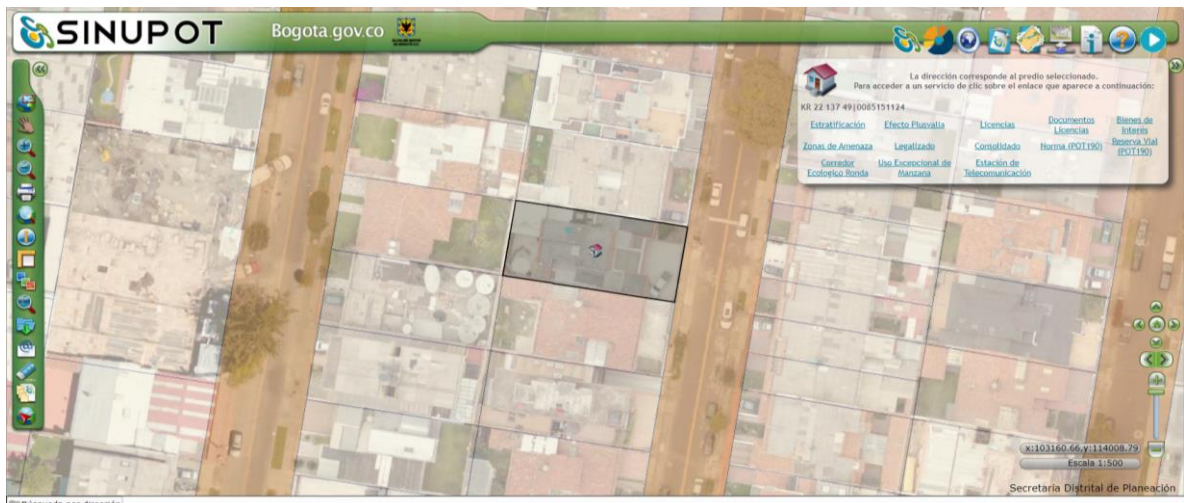 SINUPOT
Bogota.gov.co
La dirección corresponde al predio seleccionado.
Para acceder a un servicio de clic sobre el enlace que aparece a continuación:
KR 22 137 49|0085151124
Estratificación Efecto Plusvalía Licencias Documentos Licencias Bienes de Interés
Zonas de Amenaza Legalizado Consolidado Norma (POT190) Reserva Vial (POT190)
Corredor Ecologico Ronda Uso Excepcional de Manzana Estación de Telecomunicación
x:103160.66,y:114008.79
Escala 1:500
Secretaría Distrital de Planeación